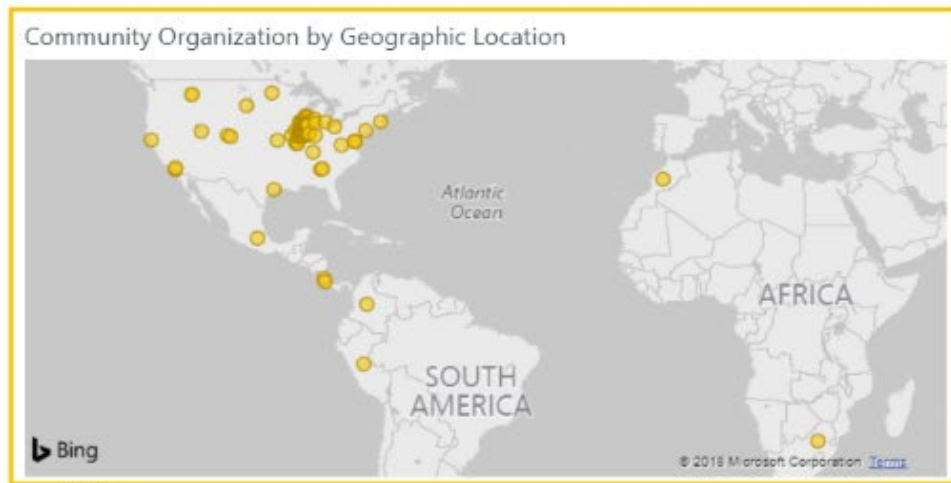 Community Organization by Geographic Location
Atlantic
Ocean
AFRICA
SOUTH
AMERICA
Bing
© 2018 Microsoft Corporation Terms